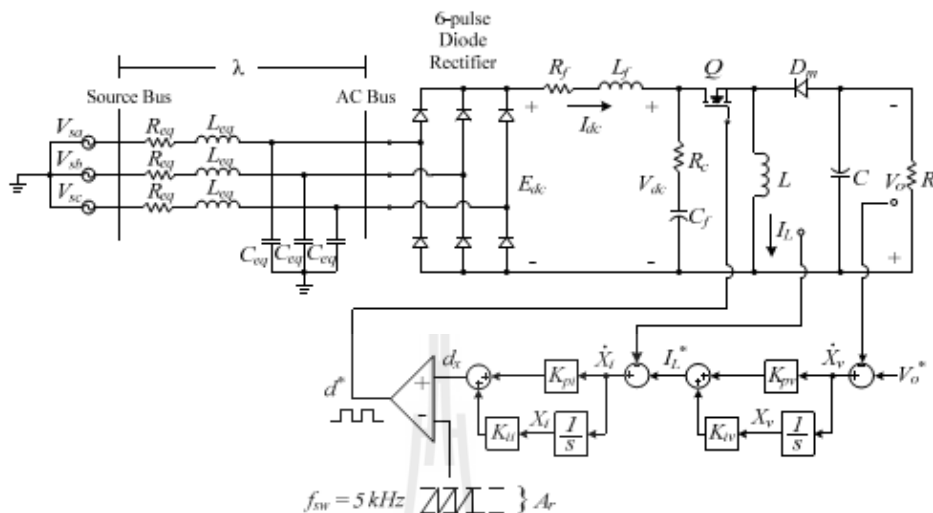 6-pulse
Diode
Rectifier
λ
Source Bus
AC Bus
R_f
L_f
Q
D_m
I_dc
V_sa
R_eq
L_eq
V_sb
R_eq
L_eq
V_sc
R_eq
L_eq
+
+
-
E_dc
V_dc
R_c
C_f
L
I_L
C
V_o
R
C_eq
C_eq
C_eq
-
-
+
d*
+
-
d_x
+
+
K_pi
Ẋ_i
+
-
I_L*
+
+
K_pv
Ẋ_v
+
-
V_o*
K_ii
X_i
1/s
K_iv
X_v
1/s
f_sw = 5 kHz
} A_r